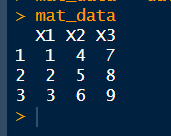 > mat_data
X1 X2 X3
1 1 4 7
2 2 5 8
3 3 6 9
>